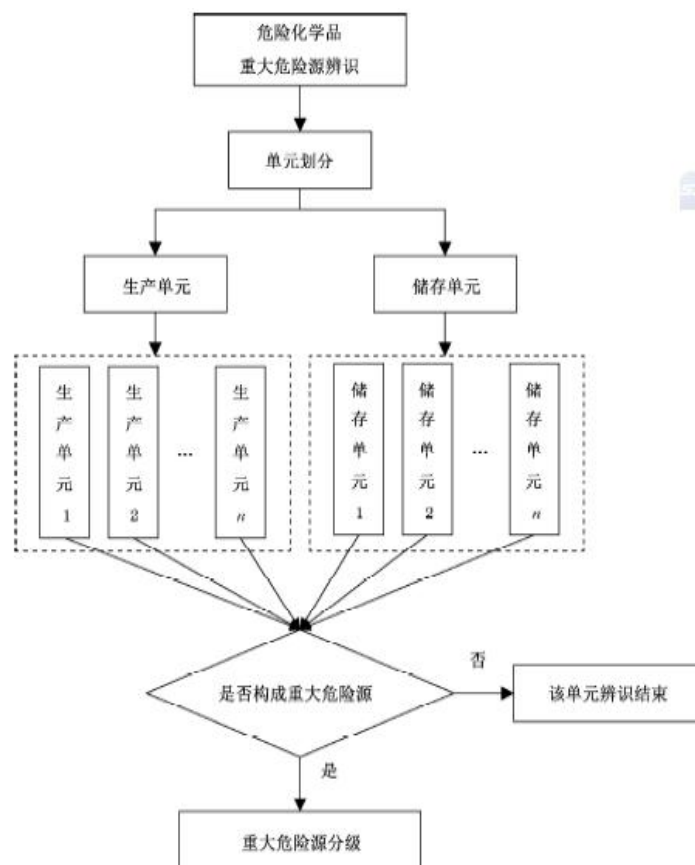 危险化学品
重大危险源辨识
单元划分
生产单元
储存单元
生产单元1
生产单元2
…
生产单元n
储存单元1
储存单元2
…
储存单元n
是否构成重大危险源
否
该单元辨识结束
是
重大危险源分级